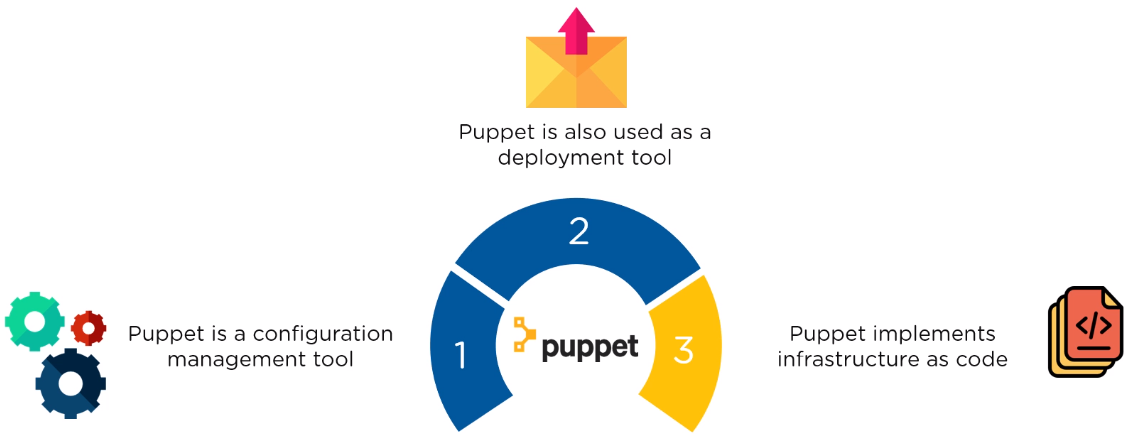 Puppet is also used as a
deployment tool
2
Puppet is a configuration
management tool
1
puppet
3
Puppet implements
infrastructure as code
</>